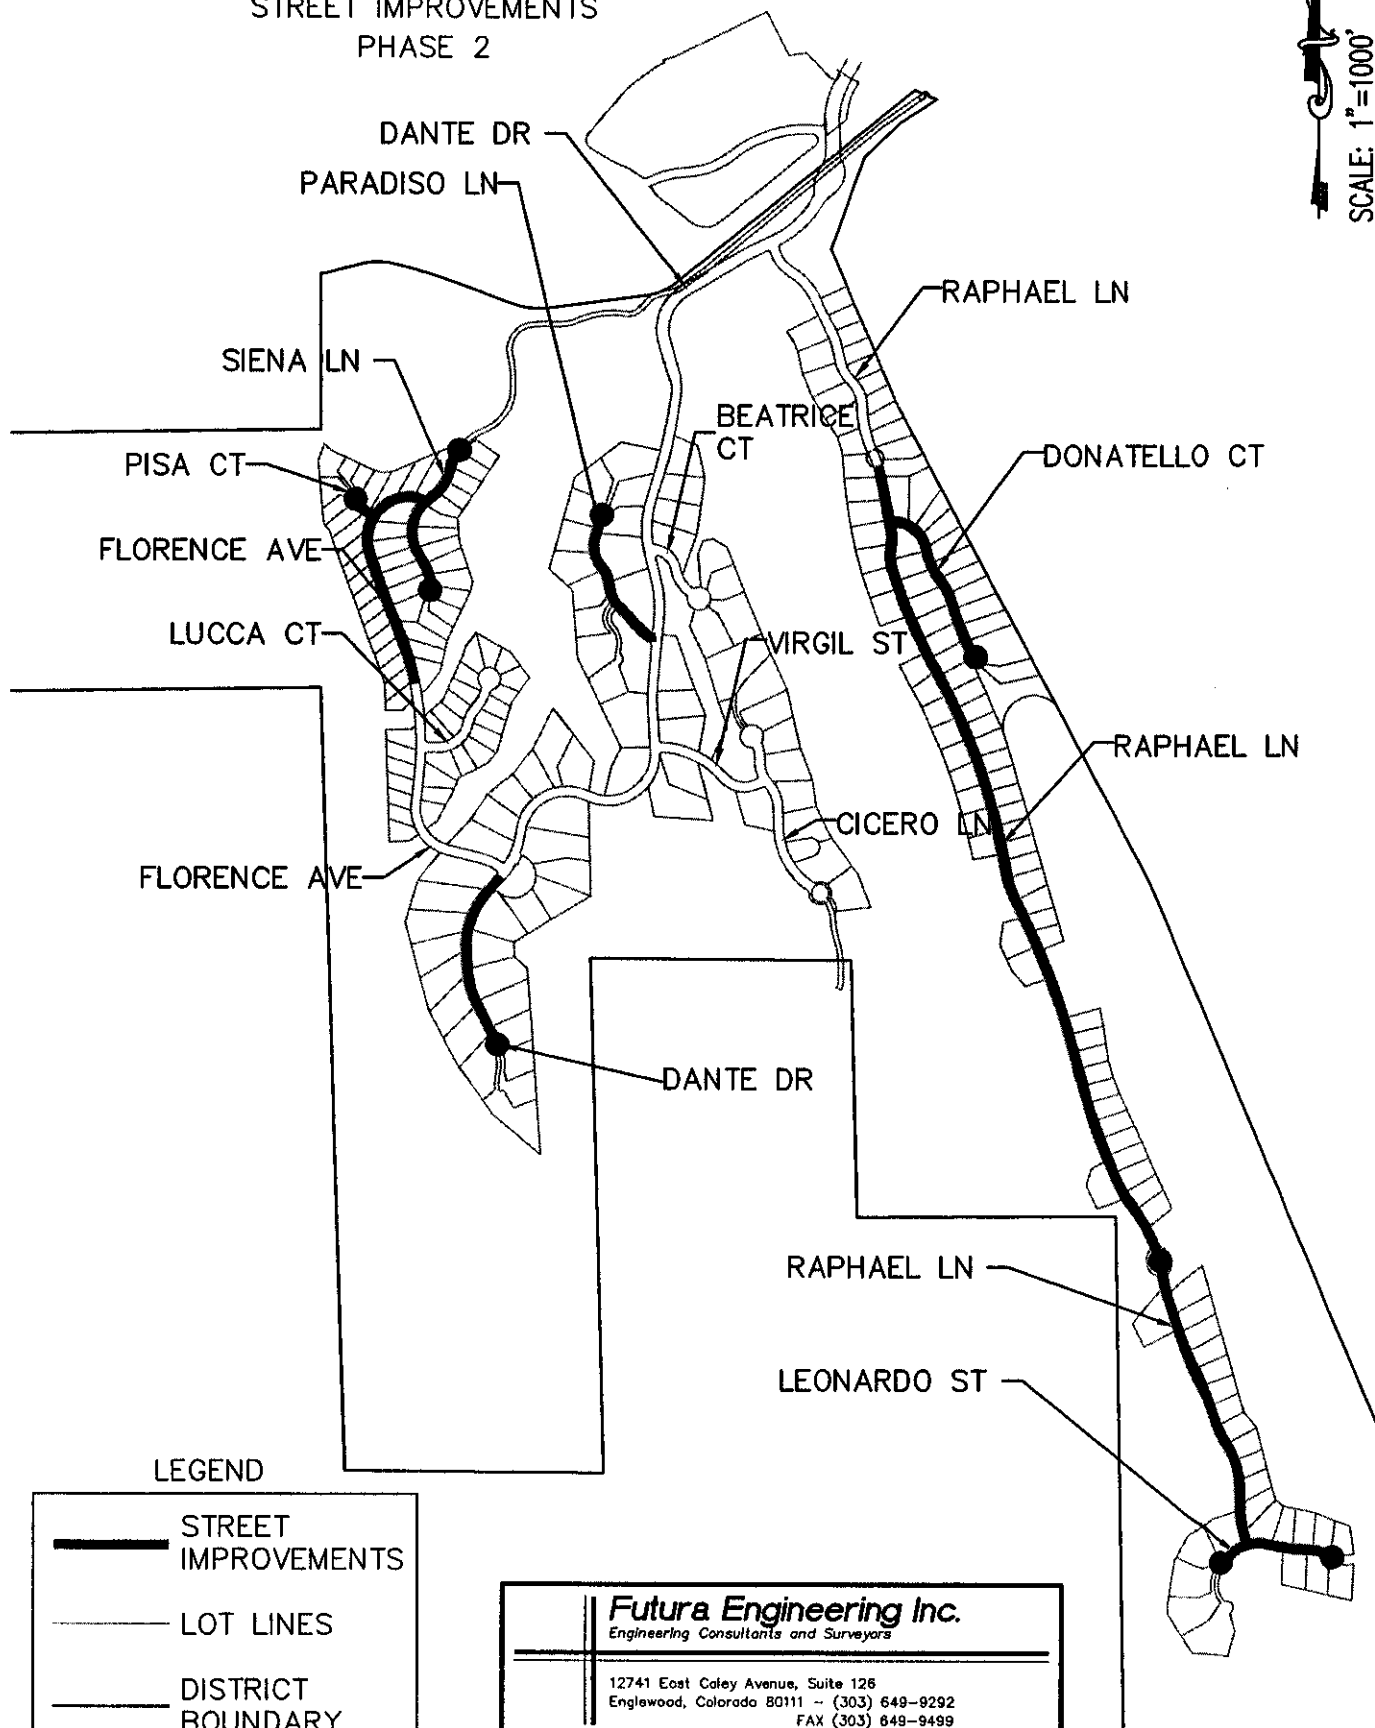 STREET IMPROVEMENTS
PHASE 2
SCALE: 1"=1000'
DANTE DR
PARADISO LN
RAPHAEL LN
SIENA LN
BEATRICE
CT
PISA CT
DONATELLO CT
FLORENCE AVE
LUCCA CT
VIRGIL ST
RAPHAEL LN
CICERO LN
FLORENCE AVE
DANTE DR
RAPHAEL LN
LEONARDO ST
LEGEND
STREET
IMPROVEMENTS
LOT LINES
DISTRICT
BOUNDARY
Futura Engineering Inc.
Engineering Consultants and Surveyors
12741 East Caley Avenue, Suite 126
Englewood, Colorado 80111 - (303) 649-9292
FAX (303) 649-9499